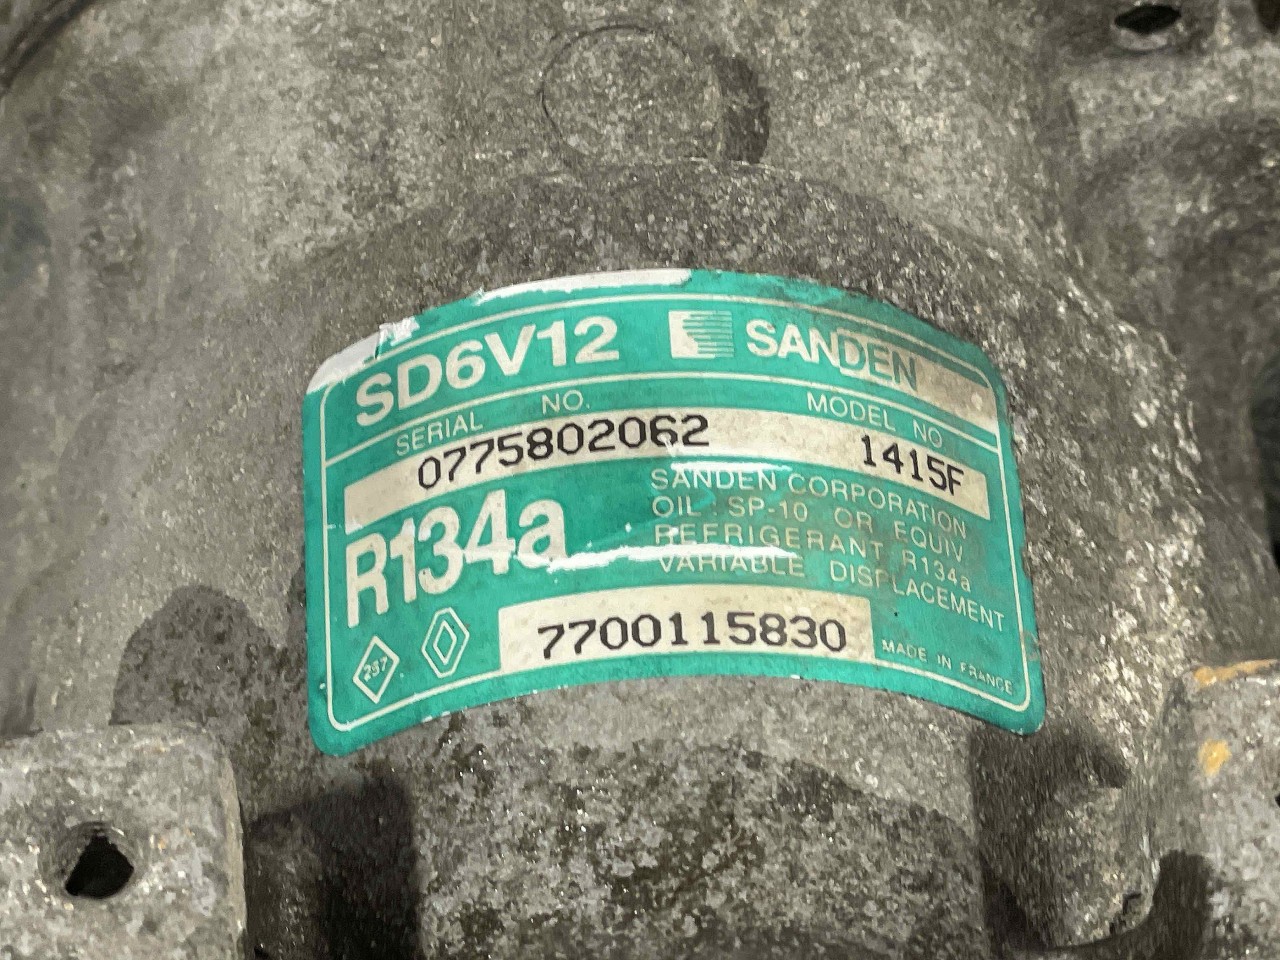 SD6V12 SANDEN
SERIAL NO. MODEL NO
0775802062 1415F
R134a
SANDEN CORPORATION
OIL SP-10 OR EQUIV
REFRIGERANT R134a
VARIABLE DISPLACEMENT
267 7700115830
MADE IN FRANCE